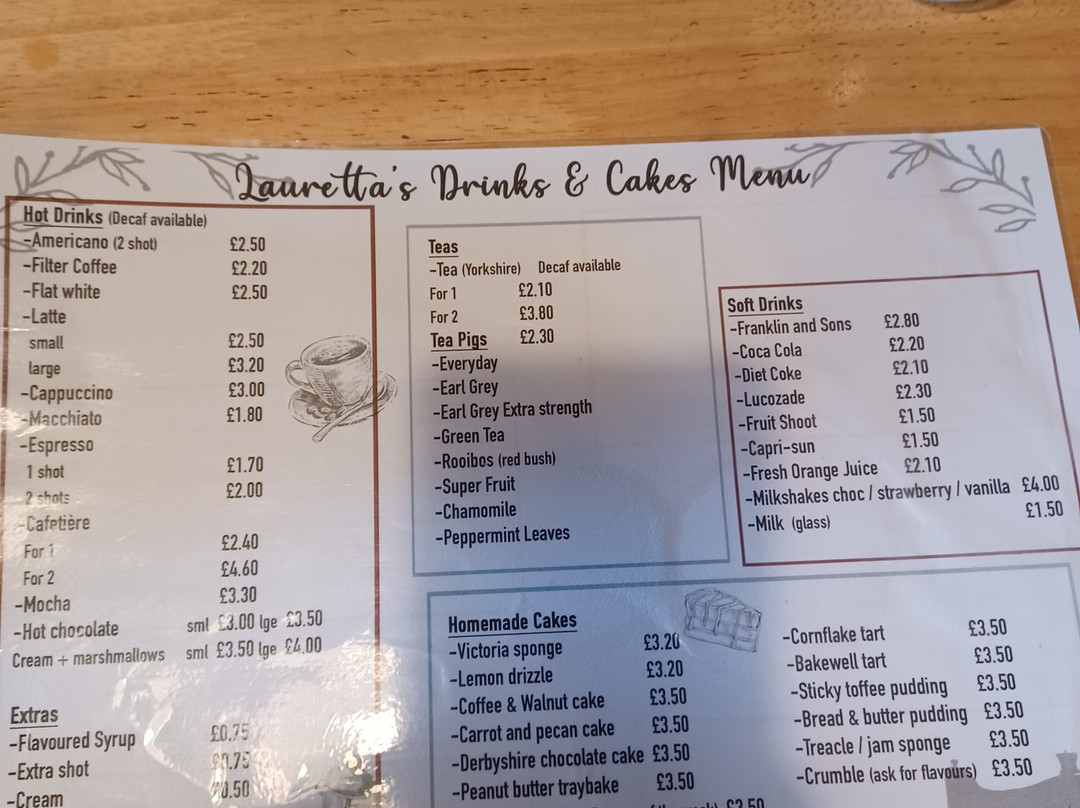 Lauretta's Drinks & Cakes Menu
Hot Drinks (Decaf available)
-Americano (2 shot) £2.50
-Filter Coffee £2.20
-Flat white £2.50
-Latte
small £2.50
large £3.20
-Cappuccino £3.00
-Macchiato £1.80
-Espresso
1 shot £1.70
2 shots £2.00
-Cafetière
For 1 £2.40
For 2 £4.60
-Mocha £3.30
-Hot chocolate sml £3.00 lge £3.50
Cream + marshmallows sml £3.50 lge £4.00
Extras
-Flavoured Syrup £0.75
-Extra shot £0.75
-Cream £0.50
Teas
-Tea (Yorkshire) Decaf available
For 1 £2.10
For 2 £3.80
Tea Pigs £2.30
-Everyday
-Earl Grey
-Earl Grey Extra strength
-Green Tea
-Rooibos (red bush)
-Super Fruit
-Chamomile
-Peppermint Leaves
Soft Drinks
-Franklin and Sons £2.80
-Coca Cola £2.20
-Diet Coke £2.10
-Lucozade £2.30
-Fruit Shoot £1.50
-Capri-sun £1.50
-Fresh Orange Juice £2.10
-Milkshakes choc / strawberry / vanilla £4.00
-Milk (glass) £1.50
Homemade Cakes
-Victoria sponge £3.20
-Lemon drizzle £3.20
-Coffee & Walnut cake £3.50
-Carrot and pecan cake £3.50
-Derbyshire chocolate cake £3.50
-Peanut butter traybake £3.50
£3.50
-Cornflake tart £3.50
-Bakewell tart £3.50
-Sticky toffee pudding £3.50
-Bread & butter pudding £3.50
-Treacle / jam sponge £3.50
-Crumble (ask for flavours) £3.50